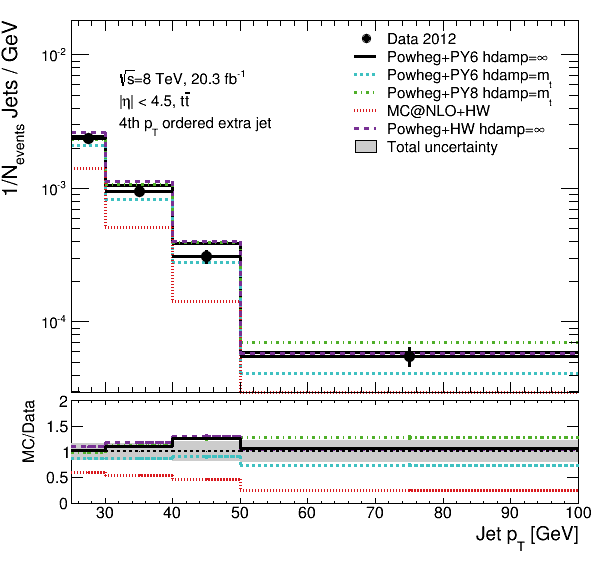 1/N_events Jets / GeV
10^-2
10^-3
10^-4
√s=8 TeV, 20.3 fb^-1
|η| < 4.5, tt̄
4th p_T ordered extra jet
Data 2012
Powheg+PY6 hdamp=∞
Powheg+PY6 hdamp=m_t
Powheg+PY8 hdamp=m_t
MC@NLO+HW
Powheg+HW hdamp=∞
Total uncertainty
MC/Data
2
1.5
1
0.5
0
30 40 50 60 70 80 90 100
Jet p_T [GeV]